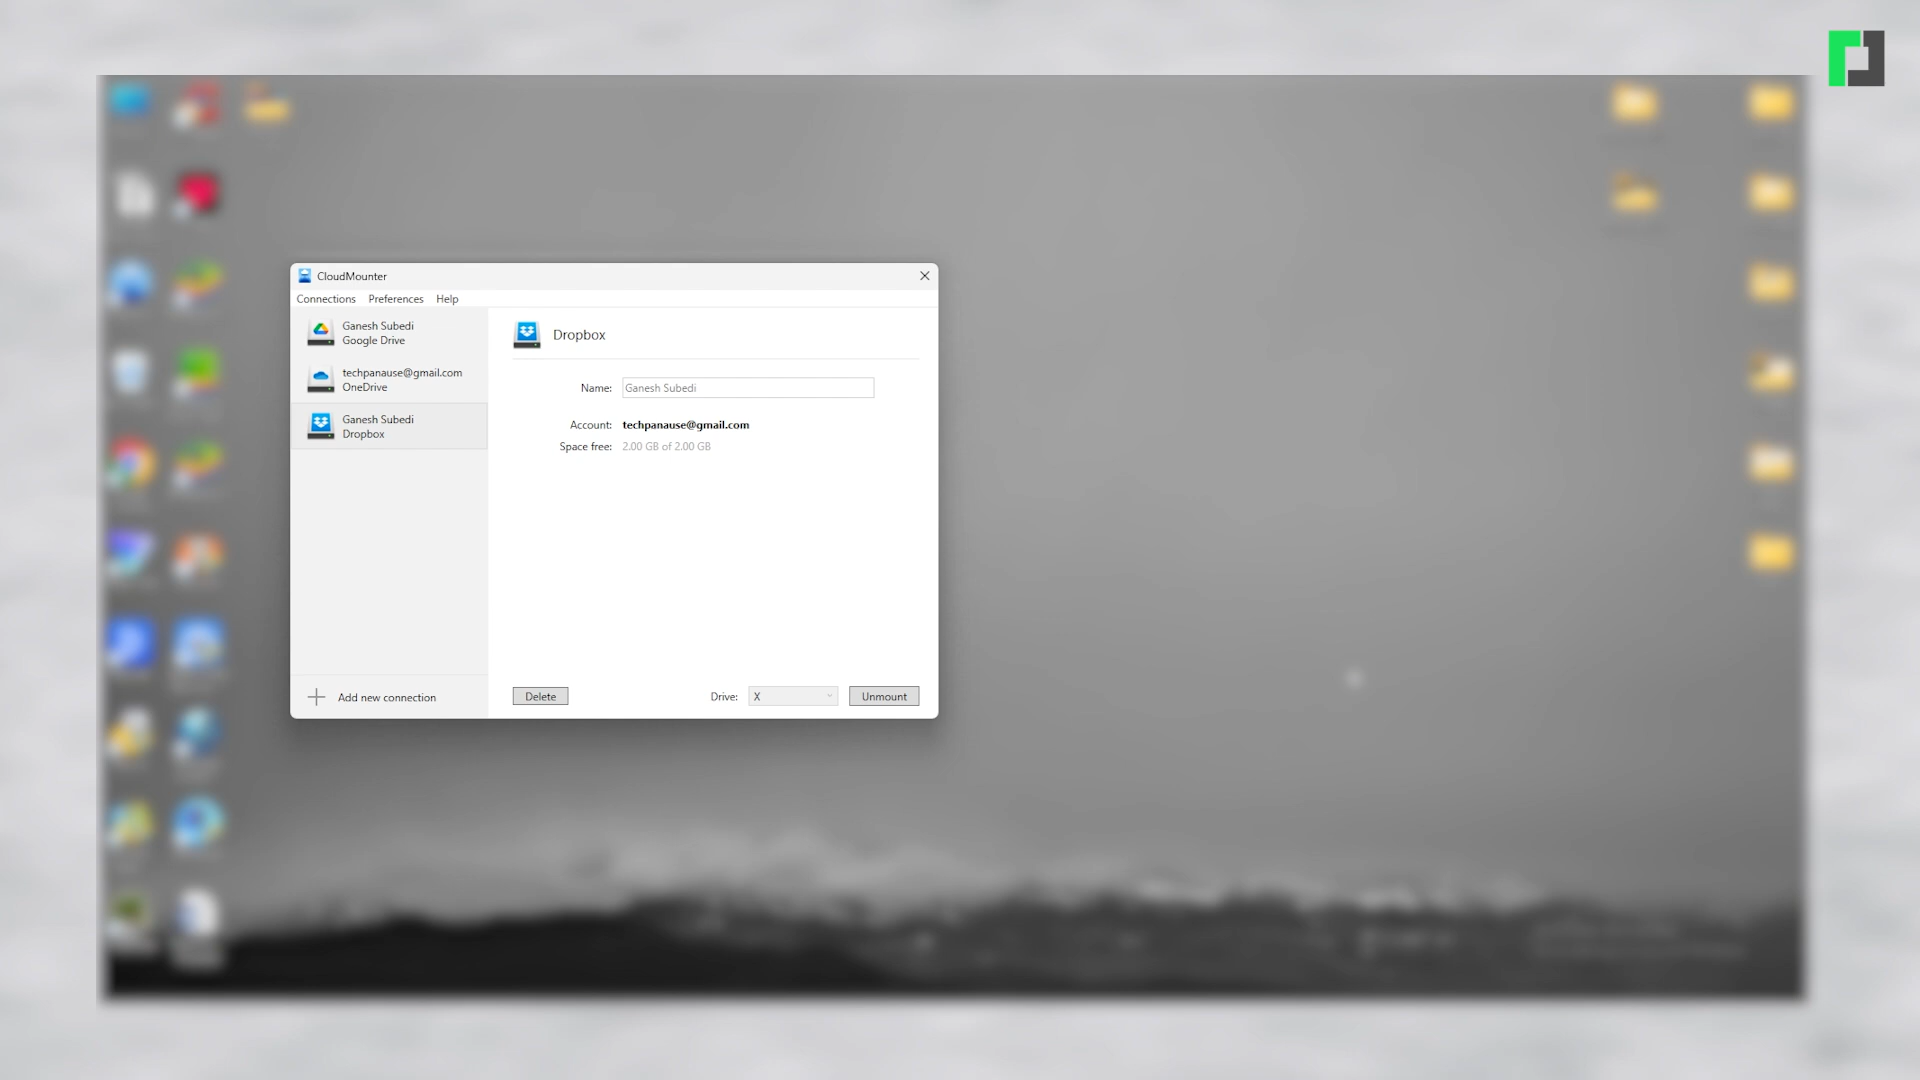 CloudMounter
Connections Preferences Help
Ganesh Subedi
Google Drive
techpanause@gmail.com
OneDrive
Ganesh Subedi
Dropbox
Add new connection
Dropbox
Name: Ganesh Subedi
Account: techpanause@gmail.com
Space free: 2.00 GB of 2.00 GB
Delete
Drive: X
Unmount